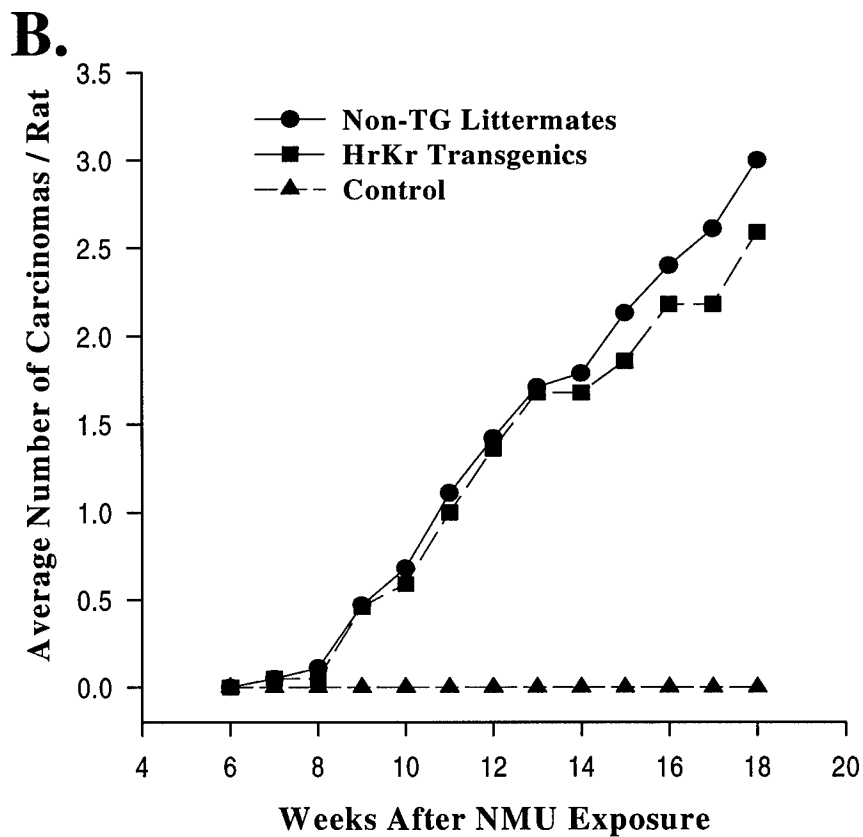 B.
Average Number of Carcinomas / Rat
3.5
3.0
2.5
2.0
1.5
1.0
0.5
0.0
Non-TG Littermates
HrKr Transgenics
Control
4 6 8 10 12 14 16 18 20
Weeks After NMU Exposure